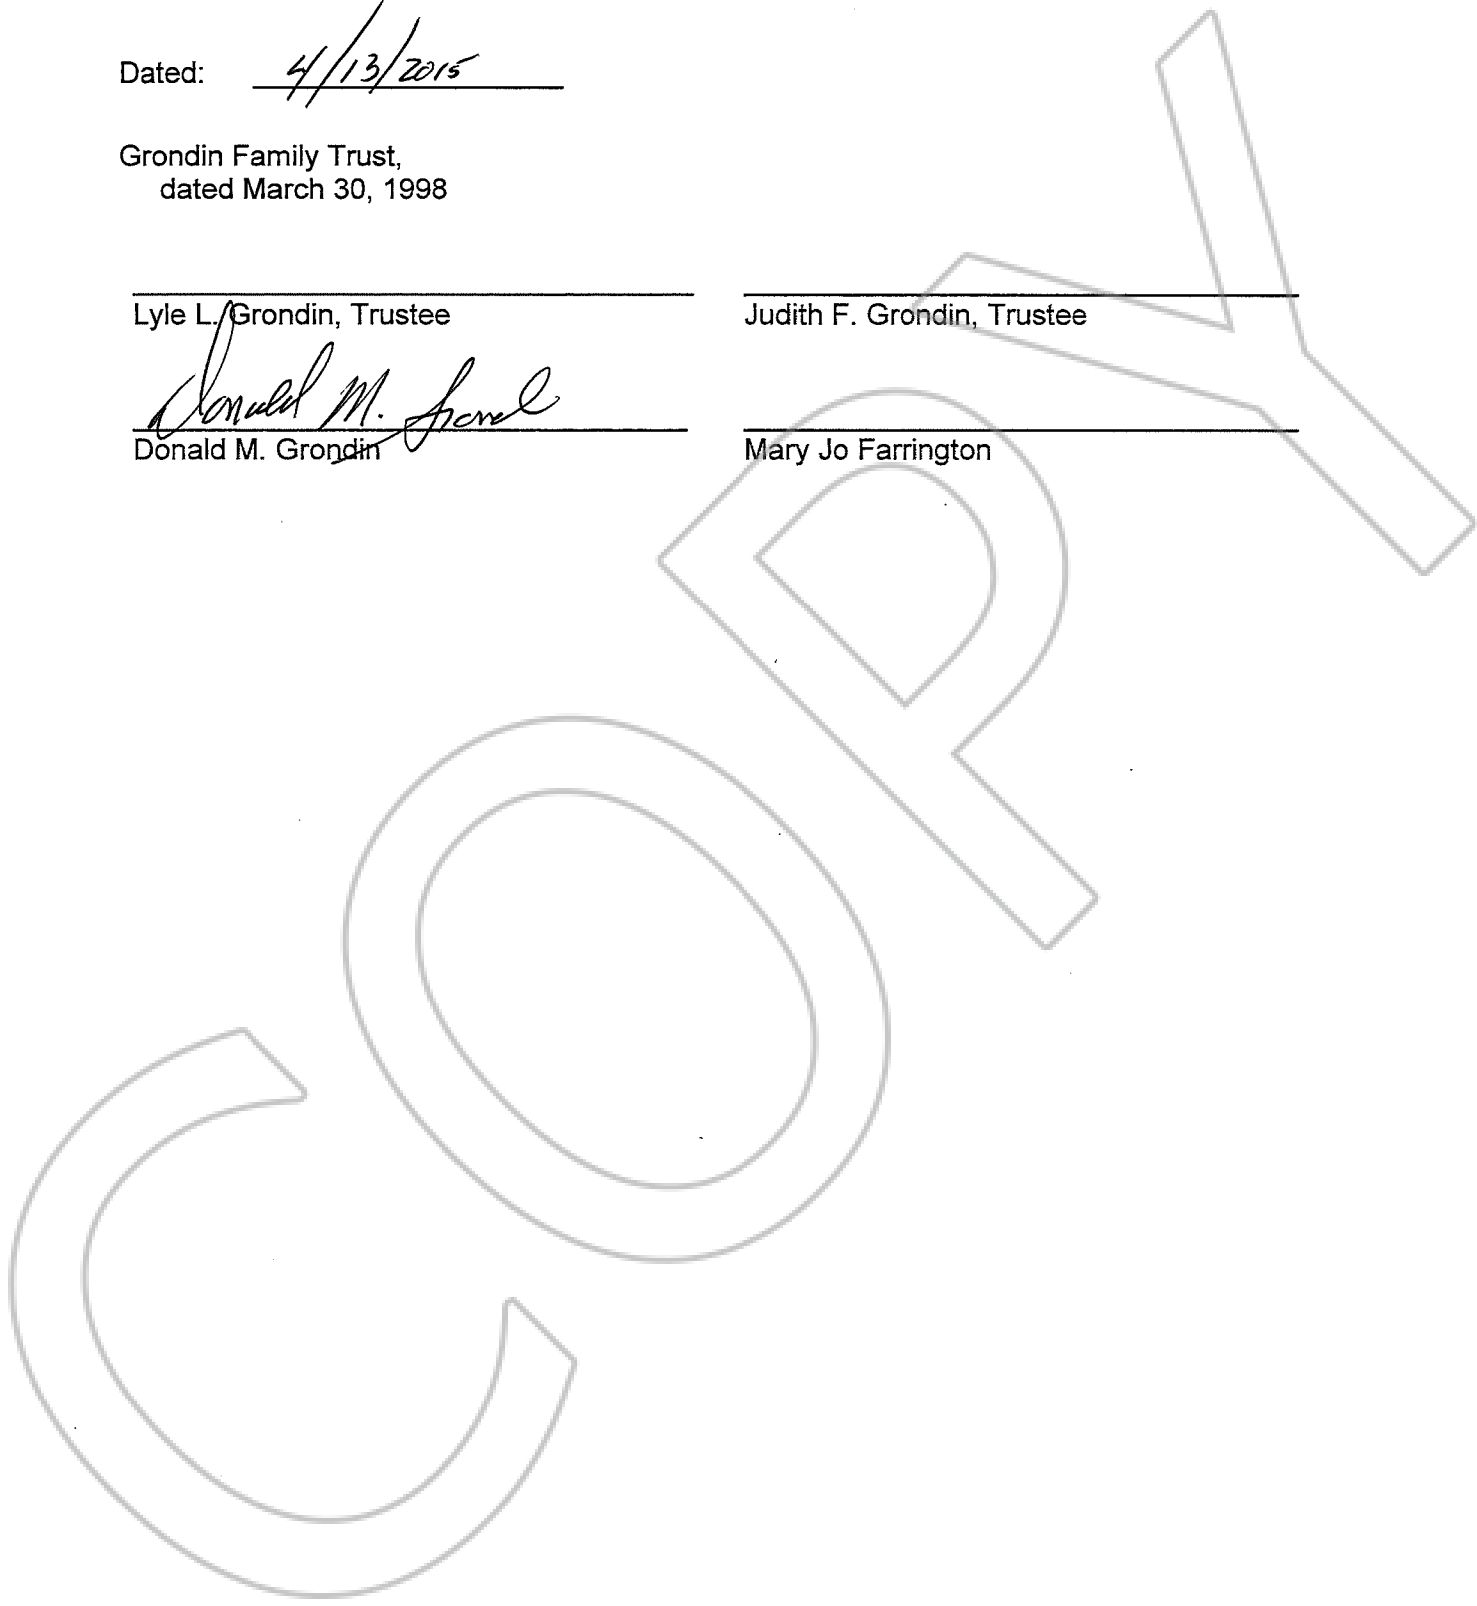 Dated: 4/13/2015
Grondin Family Trust,
dated March 30, 1998
Lyle L. Grondin, Trustee
Judith F. Grondin, Trustee
Donald M.
Donald M. Grondin
Mary Jo Farrington
COPY